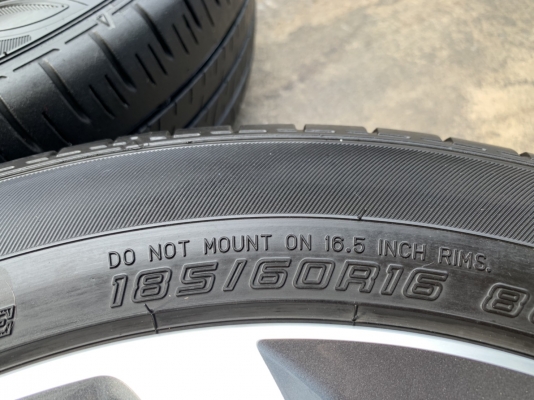 DO NOT MOUNT ON 16.5 INCH RIMS.
185/60R16